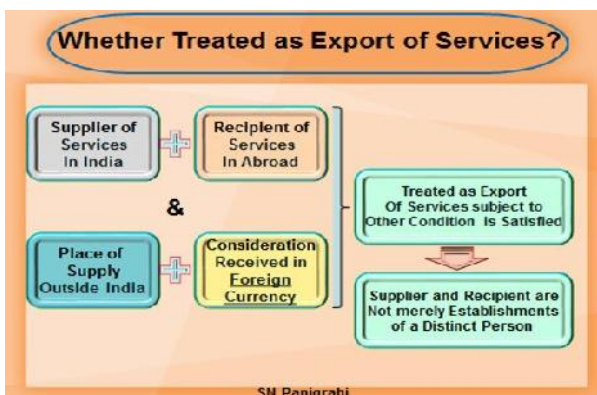 Whether Treated as Export of Services?
Supplier of
Services
In India
Recipient of
Services
In Abroad
&
Place of
Supply
Outside India
Consideration
Received in
Foreign
Currency
Treated as Export
Of Services subject to
Other Condition Is Satisfied
Supplier and Recipient are
Not merely Establishments
of a Distinct Person
SN Panigrahi